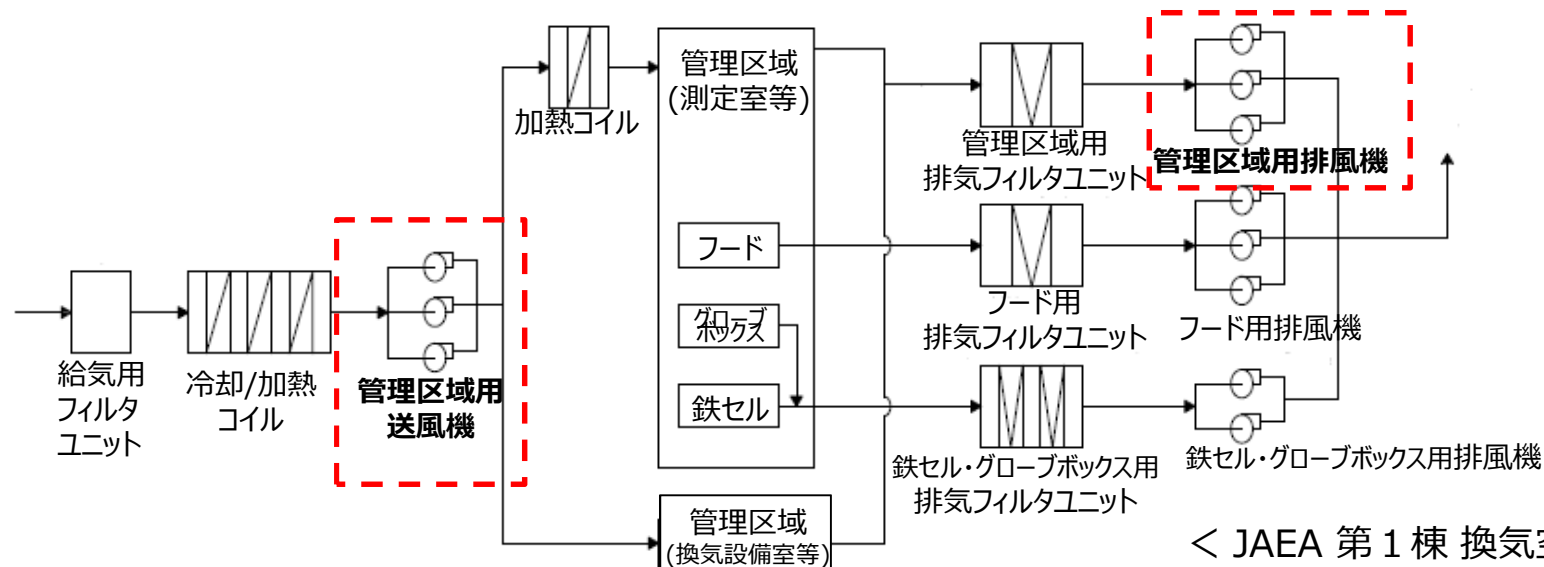 給気用
フィルタ
ユニット
冷却/加熱
コイル
管理区域用
送風機
加熱コイル
管理区域
(測定室等)
フード
グローブ
ボックス
鉄セル
管理区域
(換気設備室等)
管理区域用
排気フィルタユニット
管理区域用排風機
フード用
排気フィルタユニット
フード用排風機
鉄セル・グローブボックス用
排気フィルタユニット
鉄セル・グローブボックス用排風機
< JAEA 第1棟 換気